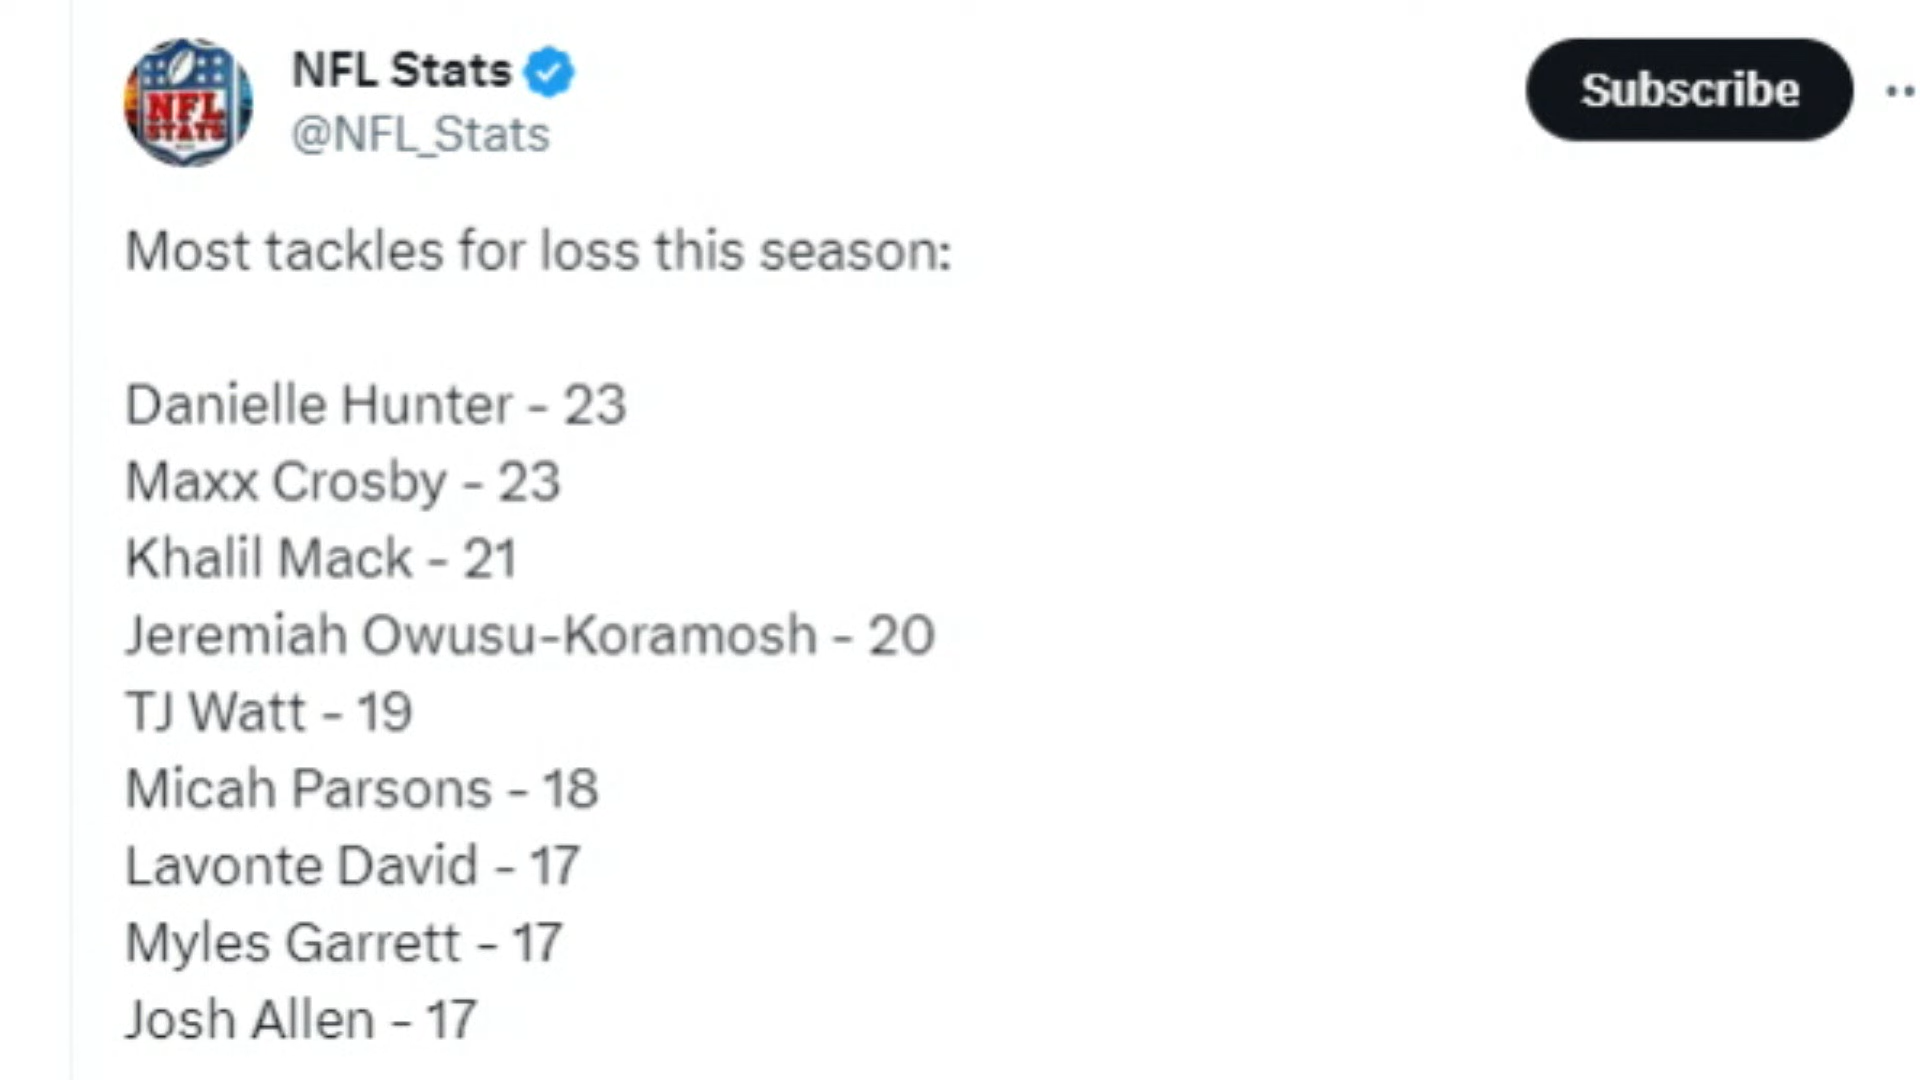 NFL Stats
@NFL_Stats
Subscribe
NFL
STATS
Most tackles for loss this season:
Danielle Hunter - 23
Maxx Crosby - 23
Khalil Mack - 21
Jeremiah Owusu-Koramosh - 20
TJ Watt - 19
Micah Parsons - 18
Lavonte David - 17
Myles Garrett - 17
Josh Allen - 17